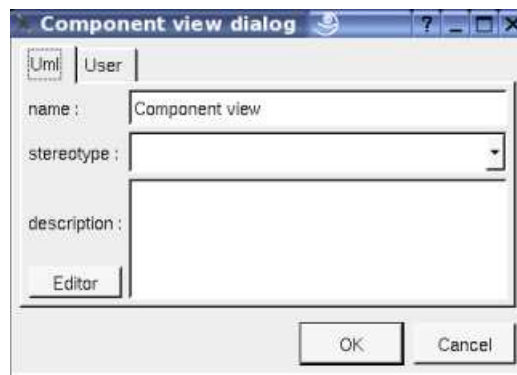 Component view dialog ?
Uml User
name : Component view
stereotype :
description :
Editor
OK Cancel